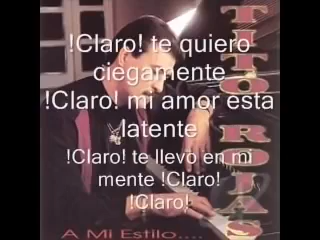 !Claro! te quiero
ciegamente
!Claro! mi amor esta
latente
!Claro! te llevo en mi
mente !Claro!
!Claro!
TITO ROJAS
A Mi Estilo....